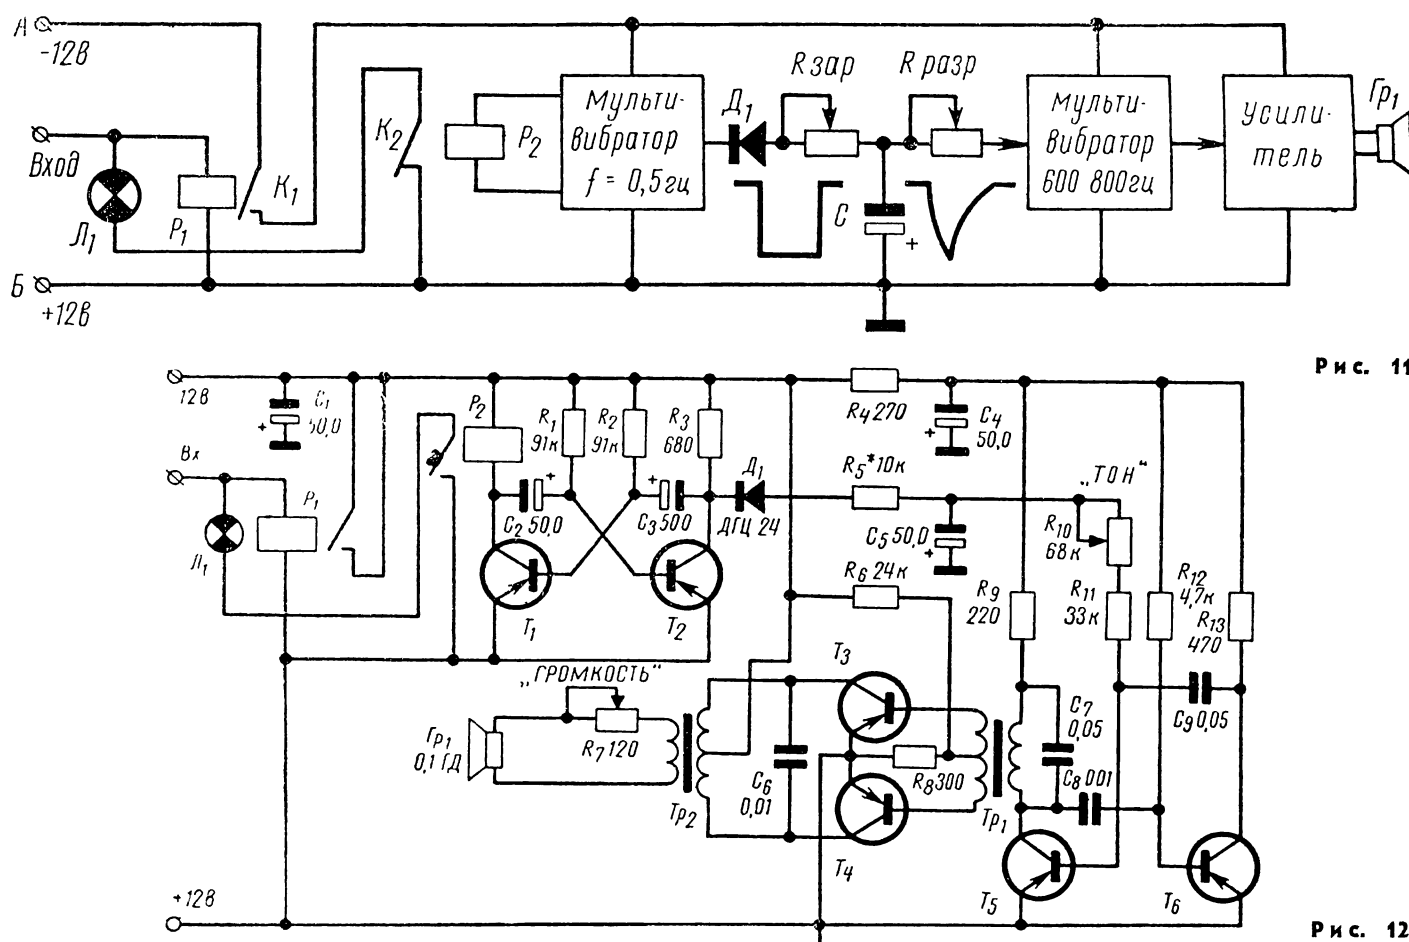 А
-12В
Вход
Л₁
Р₁
К₁
К₂
Р₂
Мульти-
вибратор
f = 0,5гц
Д₁
R зар
R разр
C
+
Мульти-
вибратор
600 800гц
Усили-
тель
Гр₁
Б
+12В
Рис. 11
12В
С₁
50,0
+
Вх
Л₁
Р₁
Р₂
R₁
91к
R₂
91к
R₃
680
+
С₂ 50,0
+
С₃ 500
Д₁
ДГЦ 24
Т₁
Т₂
R₄ 270
С₄
50,0
+
R₅*10к
С₅ 50,0
+
R₆ 24к
„ТОН“
R₁₀
68к
R₉
220
R₁₁
33к
R₁₂
4,7к
R₁₃
470
„ГРОМКОСТЬ“
Гр₁
0,1 ГД
R₇ 120
Тр₂
С₆
0,01
Т₃
Т₄
R₈ 300
Тр₁
С₇
0,05
С₈ 001
С₉ 0,05
Т₅
Т₆
+12В
Рис. 12